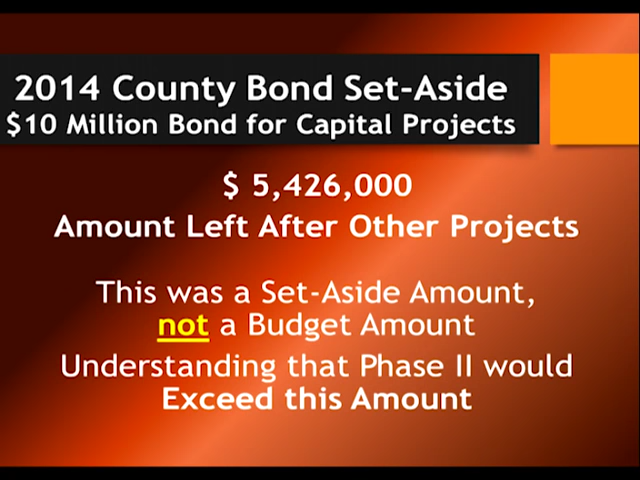 2014 County Bond Set-Aside
$10 Million Bond for Capital Projects
$ 5,426,000
Amount Left After Other Projects
This was a Set-Aside Amount,
not a Budget Amount
Understanding that Phase II would
Exceed this Amount